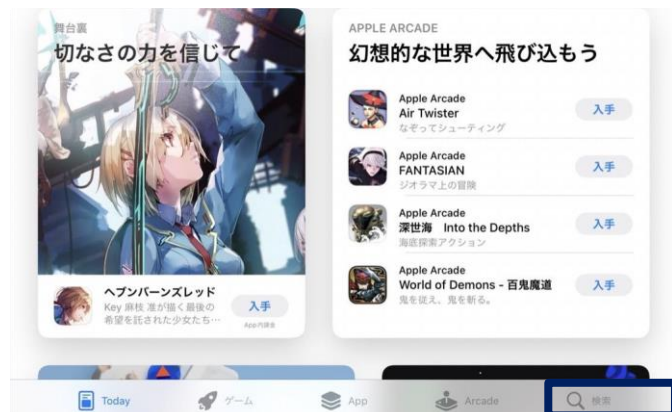 舞台裏
切なさの力を信じて
ヘブンバーンズレッド
Key 麻枝 准が描く最後の
希望を託された少女たち…
入手
App内課金
APPLE ARCADE
幻想的な世界へ飛び込もう
Apple Arcade
Air Twister
なぞってシューティング
入手
Apple Arcade
FANTASIAN
ジオラマ上の冒険
入手
Apple Arcade
深世海 Into the Depths
海底探索アクション
入手
Apple Arcade
World of Demons - 百鬼魔道
鬼を従え、鬼を斬る。
入手
Today
ゲーム
App
Arcade
検索